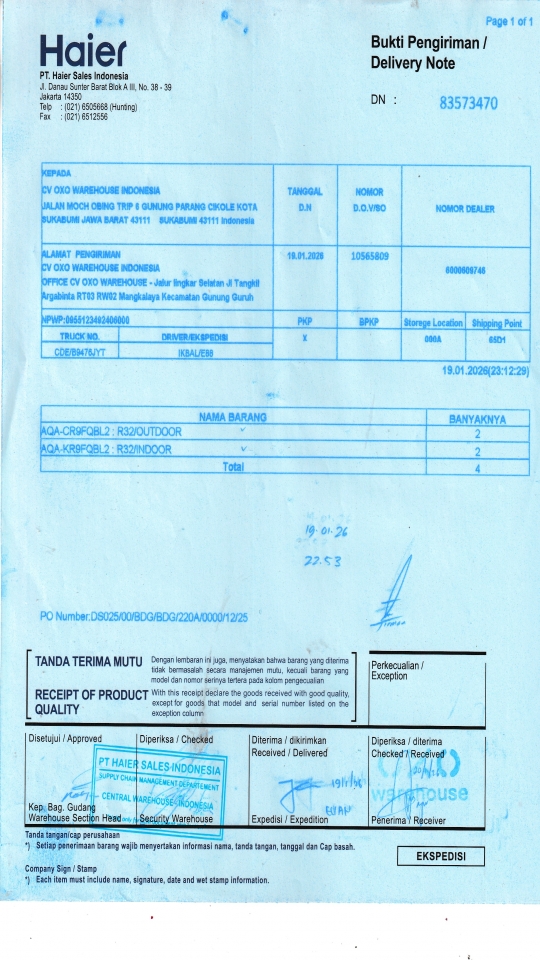 Page 1 of 1
Haier
Bukti Pengiriman /
Delivery Note
PT. Haier Sales Indonesia
Jl. Danau Sunter Barat Blok A III, No. 38 - 39
Jakarta 14350
Telp : (021) 6505668 (Hunting)
Fax : (021) 6512556
DN : 83573470
KEPADA
CV OXO WAREHOUSE INDONESIA
JALAN MOCH OBING TRIP 6 GUNUNG PARANG CIKOLE KOTA
SUKABUMI JAWA BARAT 43111 SUKABUMI 43111 Indonesia
TANGGAL
D.N
NOMOR
D.O.V/BO
NOMOR DEALER
ALAMAT PENGIRIMAN
CV OXO WAREHOUSE INDONESIA
OFFICE CV OXO WAREHOUSE - Jalur lingkar Selatan Jl Tangkil
Argabinta RT03 RW02 Mangkalaya Kecamatan Gunung Guruh
19.01.2026
10565809
NPWP:
PKP
BPKP
Storage Location
Shipping Point
TRUCK NO.
DRIVER/EKSPEDISI
X
000A
65D1
CDE/B9476JYT
IKBAL/E88
19.01.2026(23:12:29)
NAMA BARANG
BANYAKNYA
AQA-CR9FQBL2 : R32/OUTDOOR
2
AQA-KR9FQBL2 : R32/INDOOR
2
Total
4
19.01.26
22.53
PO Number:DS025/00/BDG/BDG/220A/0000/12/25
TANDA TERIMA MUTU
Dengan lembaran ini juga, menyatakan bahwa barang yang diterima
tidak bermasalah secara manajemen mutu, kecuali barang yang
model dan nomor serinya tertera pada kolom pengecualian
RECEIPT OF PRODUCT
QUALITY
With this receipt declare the goods received with good quality,
except for goods that model and serial number listed on the
exception column
Perkecualian /
Exception
Disetujui / Approved
Diperiksa / Checked
Diterima / dikirimkan
Received / Delivered
Diperiksa / diterima
Checked / Received
PT HAIER SALES INDONESIA
SUPPLY CHAIN MANAGEMENT DEPARTEMENT
CENTRAL WAREHOUSE-INDONESIA
warehouse
Kep. Bag. Gudang
Warehouse Section Head
Security Warehouse
Expedisi / Expedition
Penerima / Receiver
Tanda tangan/cap perusahaan
*) Setiap penerimaan barang wajib menyertakan informasi nama, tanda tangan, tanggal dan Cap basah.
EKSPEDISI
Company Sign / Stamp
*) Each item must include name, signature, date and wet stamp information.